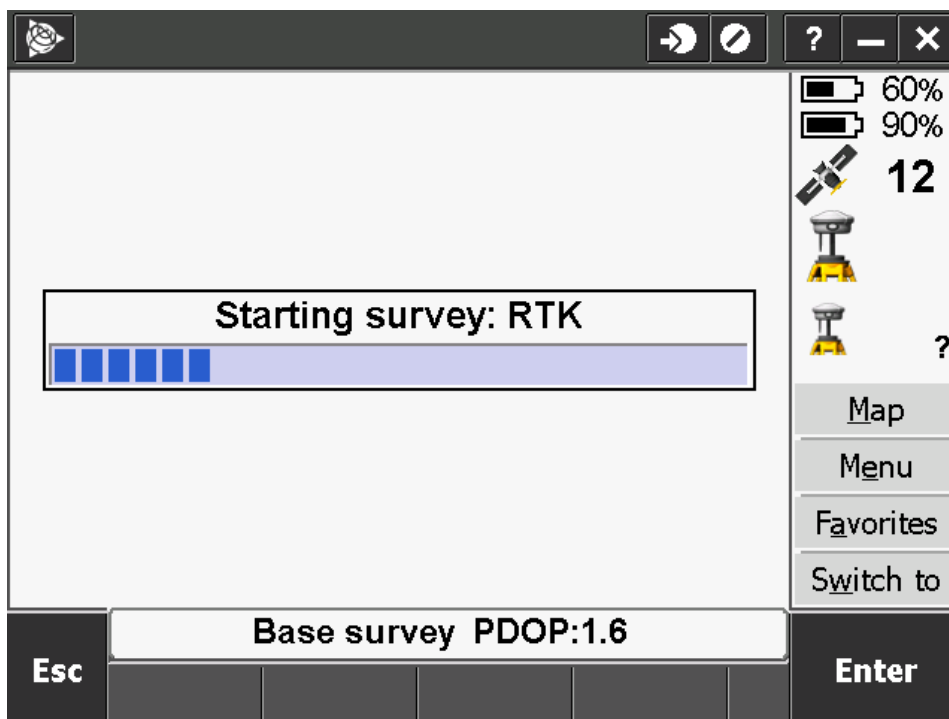 ?
60%
90%
12
Starting survey: RTK
?
Map
Menu
Favorites
Switch to
Base survey PDOP:1.6
Esc
Enter